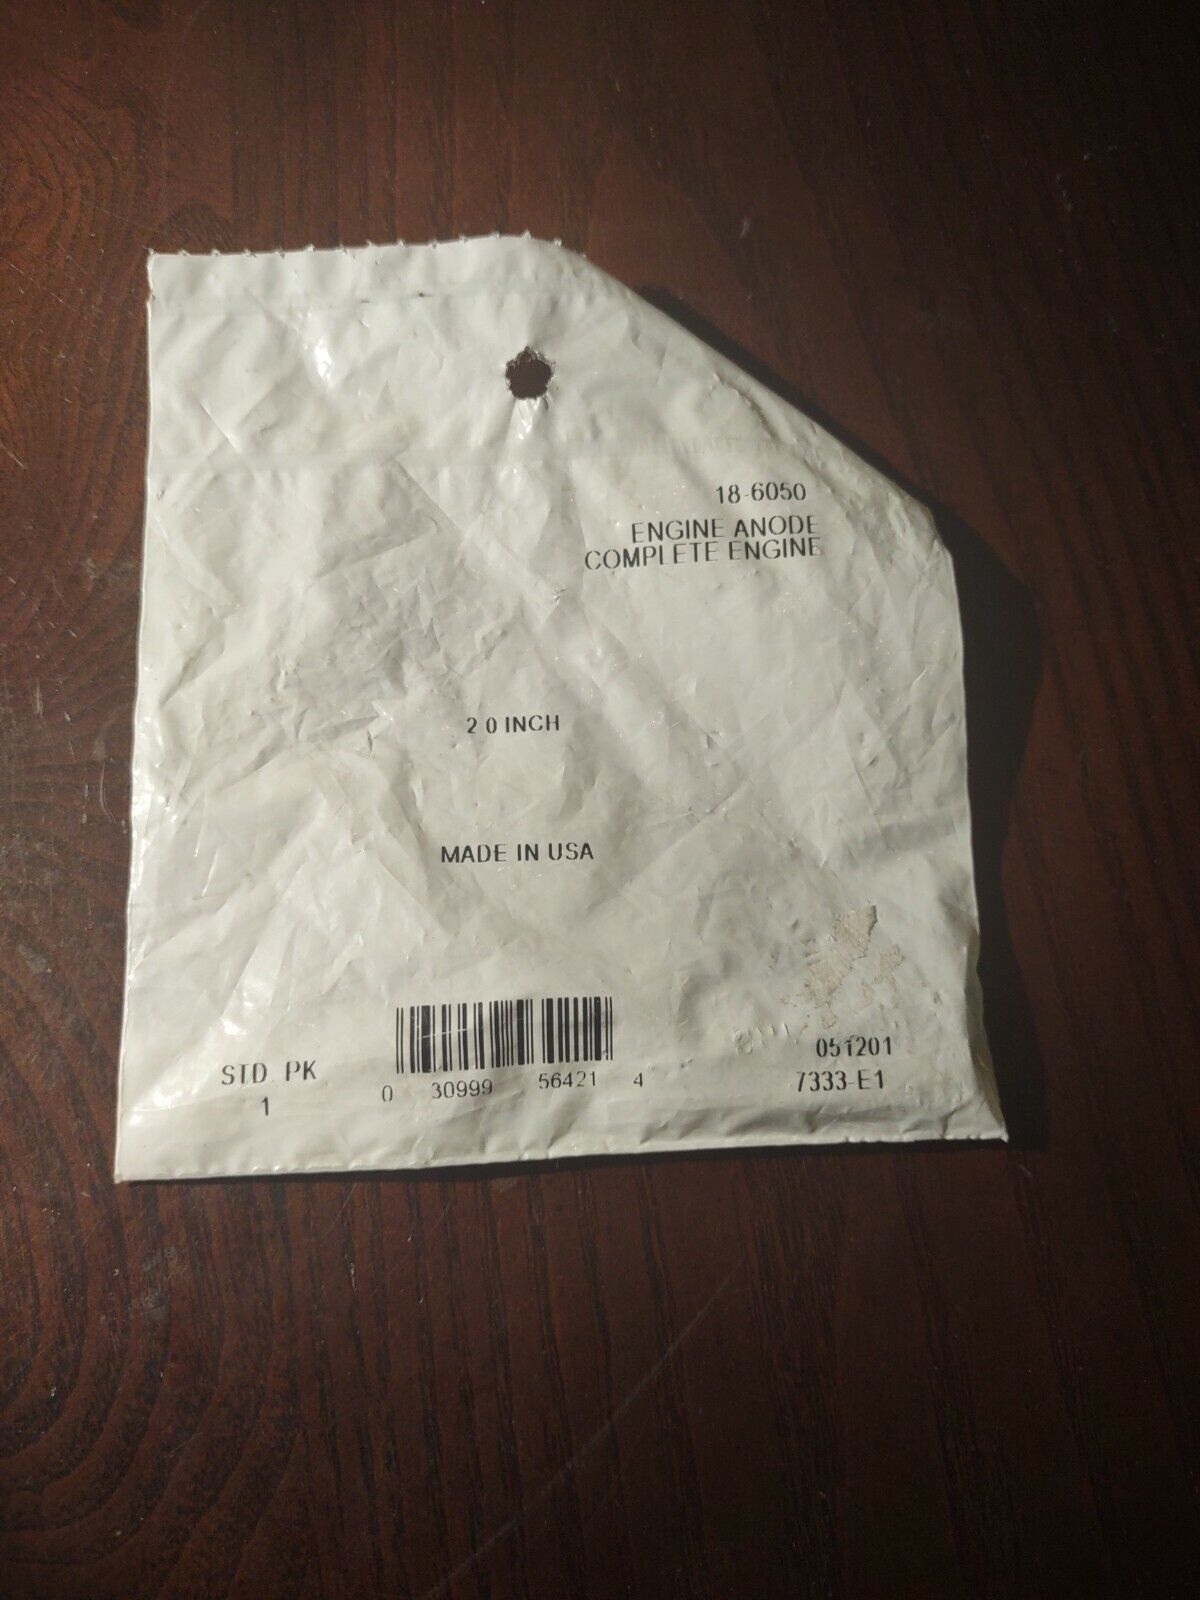 18-6050
ENGINE ANODE
COMPLETE ENGINE
2 0 INCH
MADE IN USA
STD PK
1
0 30999 56421 4
051201
7333-E1